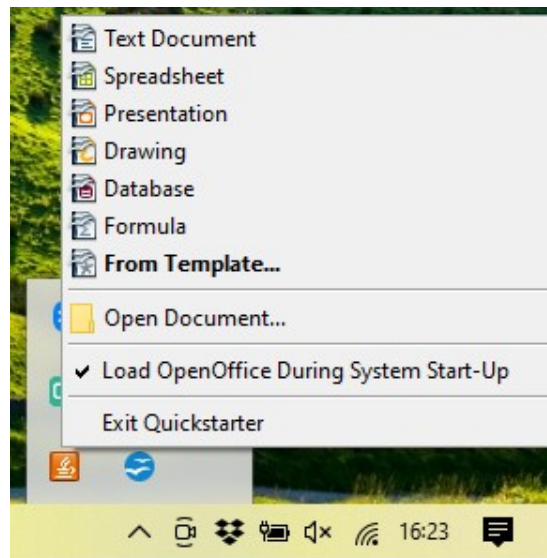 Text Document
Spreadsheet
Presentation
Drawing
Database
Formula
From Template...
Open Document...
Load OpenOffice During System Start-Up
Exit Quickstarter
16:23